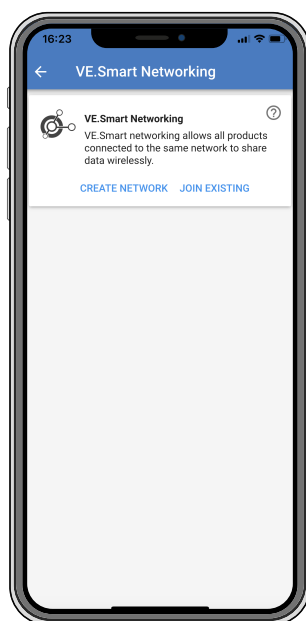 16:23
VE.Smart Networking
VE.Smart Networking
VE.Smart networking allows all products
connected to the same network to share
data wirelessly.
CREATE NETWORK JOIN EXISTING